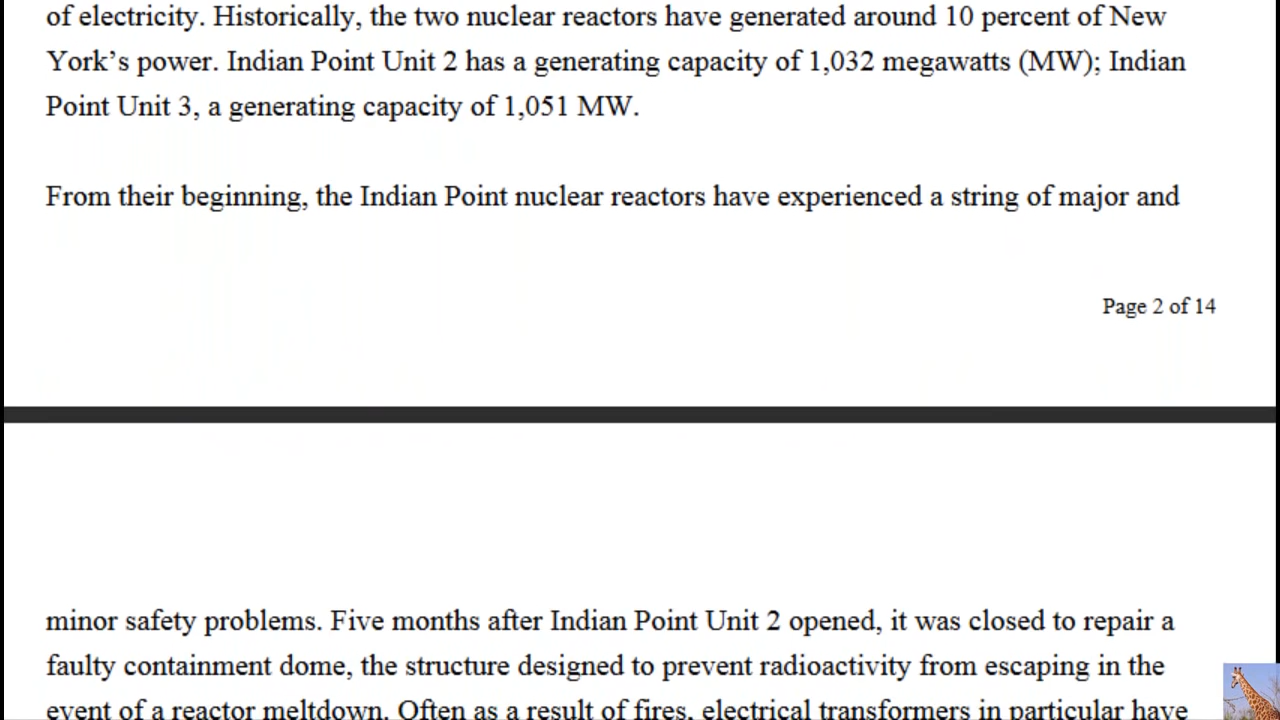 of electricity. Historically, the two nuclear reactors have generated around 10 percent of New
York’s power. Indian Point Unit 2 has a generating capacity of 1,032 megawatts (MW); Indian
Point Unit 3, a generating capacity of 1,051 MW.
From their beginning, the Indian Point nuclear reactors have experienced a string of major and
Page 2 of 14
minor safety problems. Five months after Indian Point Unit 2 opened, it was closed to repair a
faulty containment dome, the structure designed to prevent radioactivity from escaping in the
event of a reactor meltdown. Often as a result of fires, electrical transformers in particular have